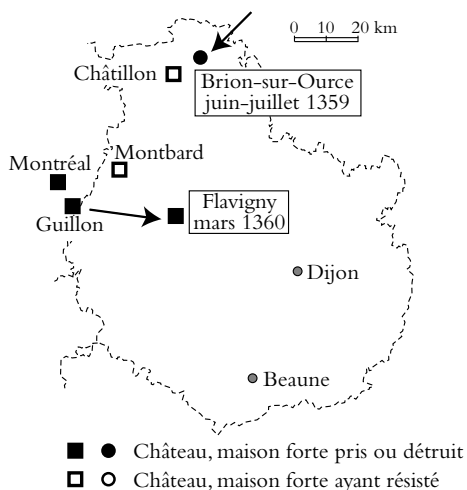 0 10 20 km
Châtillon
Brion-sur-Ource
juin-juillet 1359
Montréal
Montbard
Guillon
Flavigny
mars 1360
Dijon
Beaune
Château, maison forte pris ou détruit
Château, maison forte ayant résisté